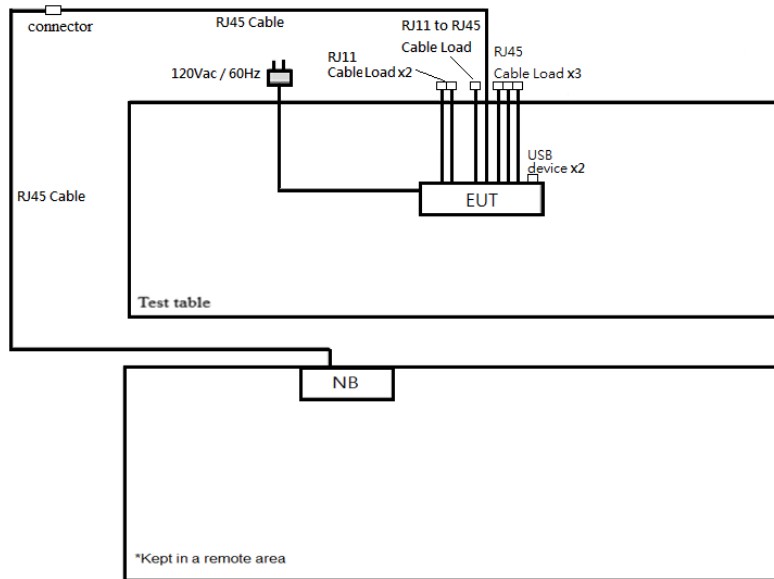 connector
RJ45 Cable
RJ11 to RJ45
Cable Load
RJ11
Cable Load x2
RJ45
Cable Load x3
120Vac / 60Hz
USB
device x2
RJ45 Cable
EUT
Test table
NB
*Kept in a remote area